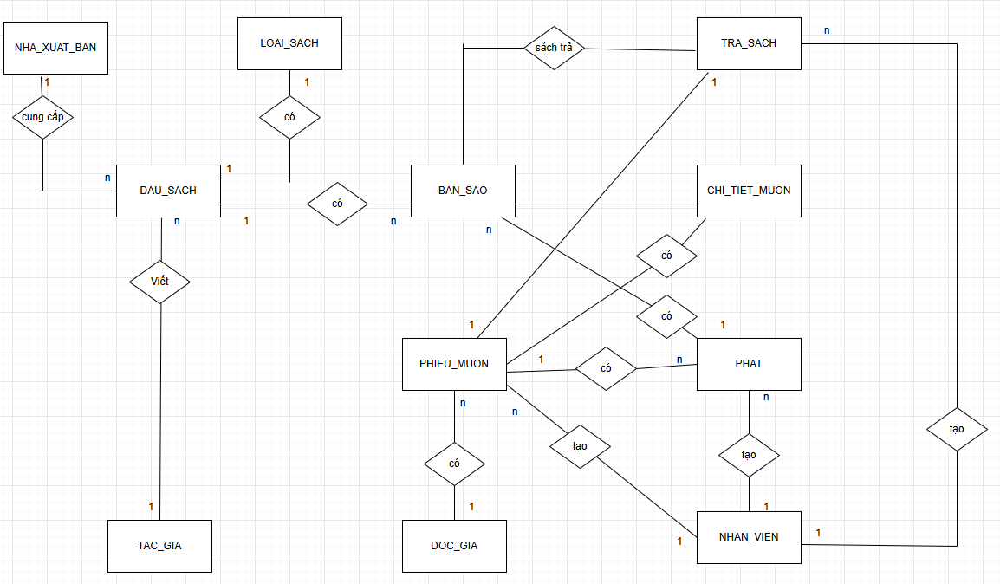 NHA_XUAT_BAN
LOAI_SACH
sách trả
TRA_SACH
n
1
1
1
cung cấp
có
n
1
DAU_SACH
có
BAN_SAO
CHI_TIET_MUON
n
1
n
n
có
Viết
có
1
1
PHIEU_MUON
1
có
n
PHAT
n
n
n
tạo
tạo
tạo
có
1
1
1
1
1
TAC_GIA
DOC_GIA
NHAN_VIEN